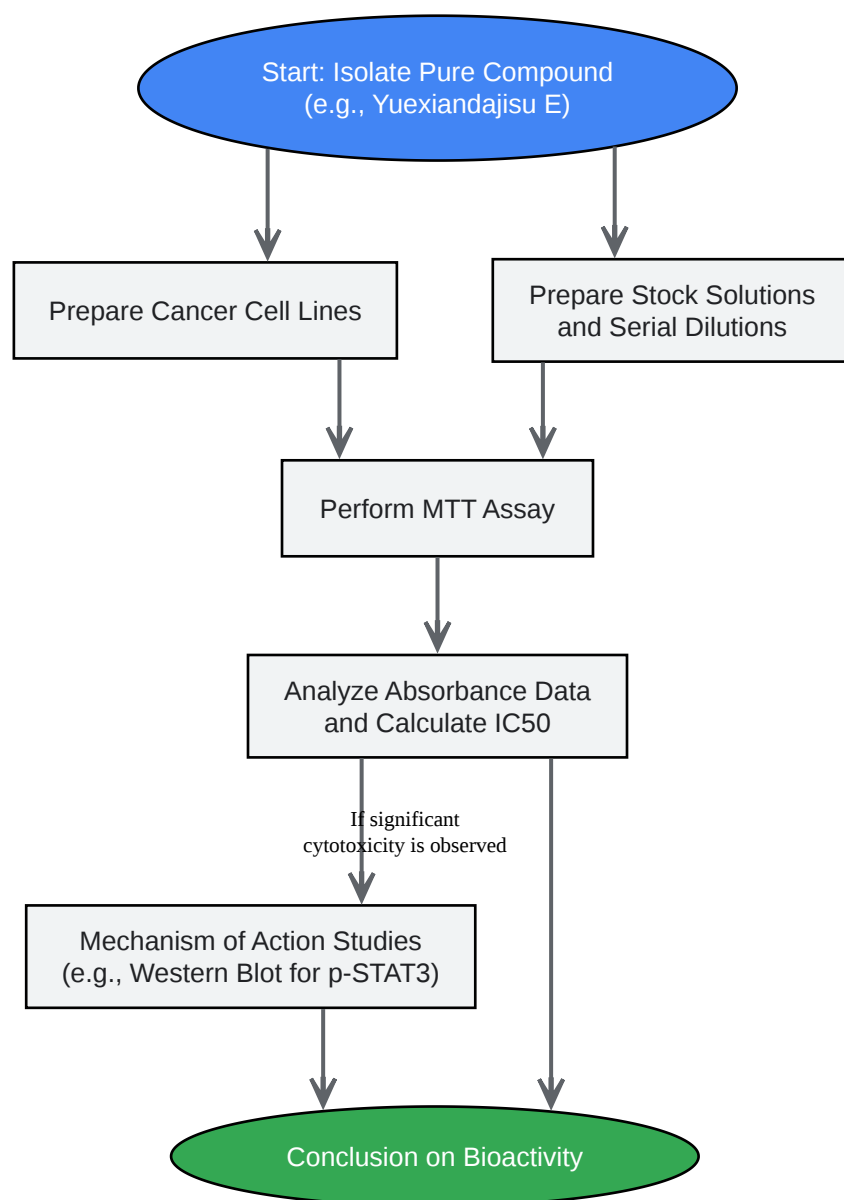 Start: Isolate Pure Compound
(e.g., Yuexiandajisu E)
Prepare Cancer Cell Lines
Prepare Stock Solutions
and Serial Dilutions
Perform MTT Assay
Analyze Absorbance Data
and Calculate IC50
If significant
cytotoxicity is observed
Mechanism of Action Studies
(e.g., Western Blot for p-STAT3)
Conclusion on Bioactivity